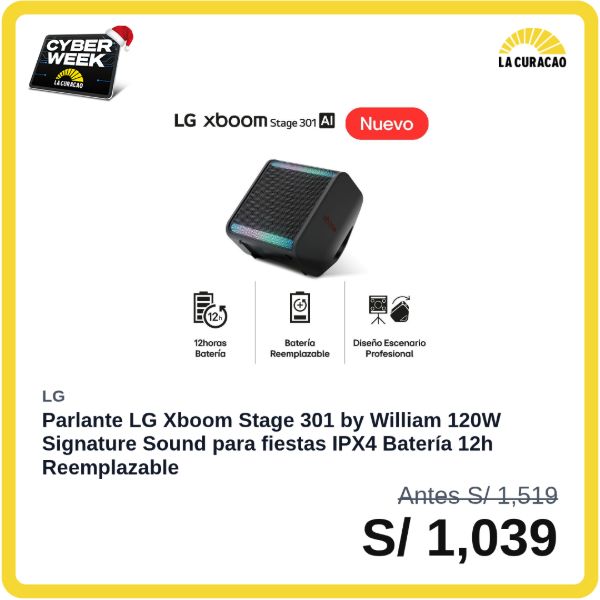 CYBER
WEEK
LA CURACAO
LA CURACAO
LG xboom Stage 301 AI
Nuevo
12h
12horas
Batería
Batería
Reemplazable
Diseño Escenario
Profesional
LG
Parlante LG Xboom Stage 301 by William 120W
Signature Sound para fiestas IPX4 Batería 12h
Reemplazable
Antes S/ 1,519
S/ 1,039